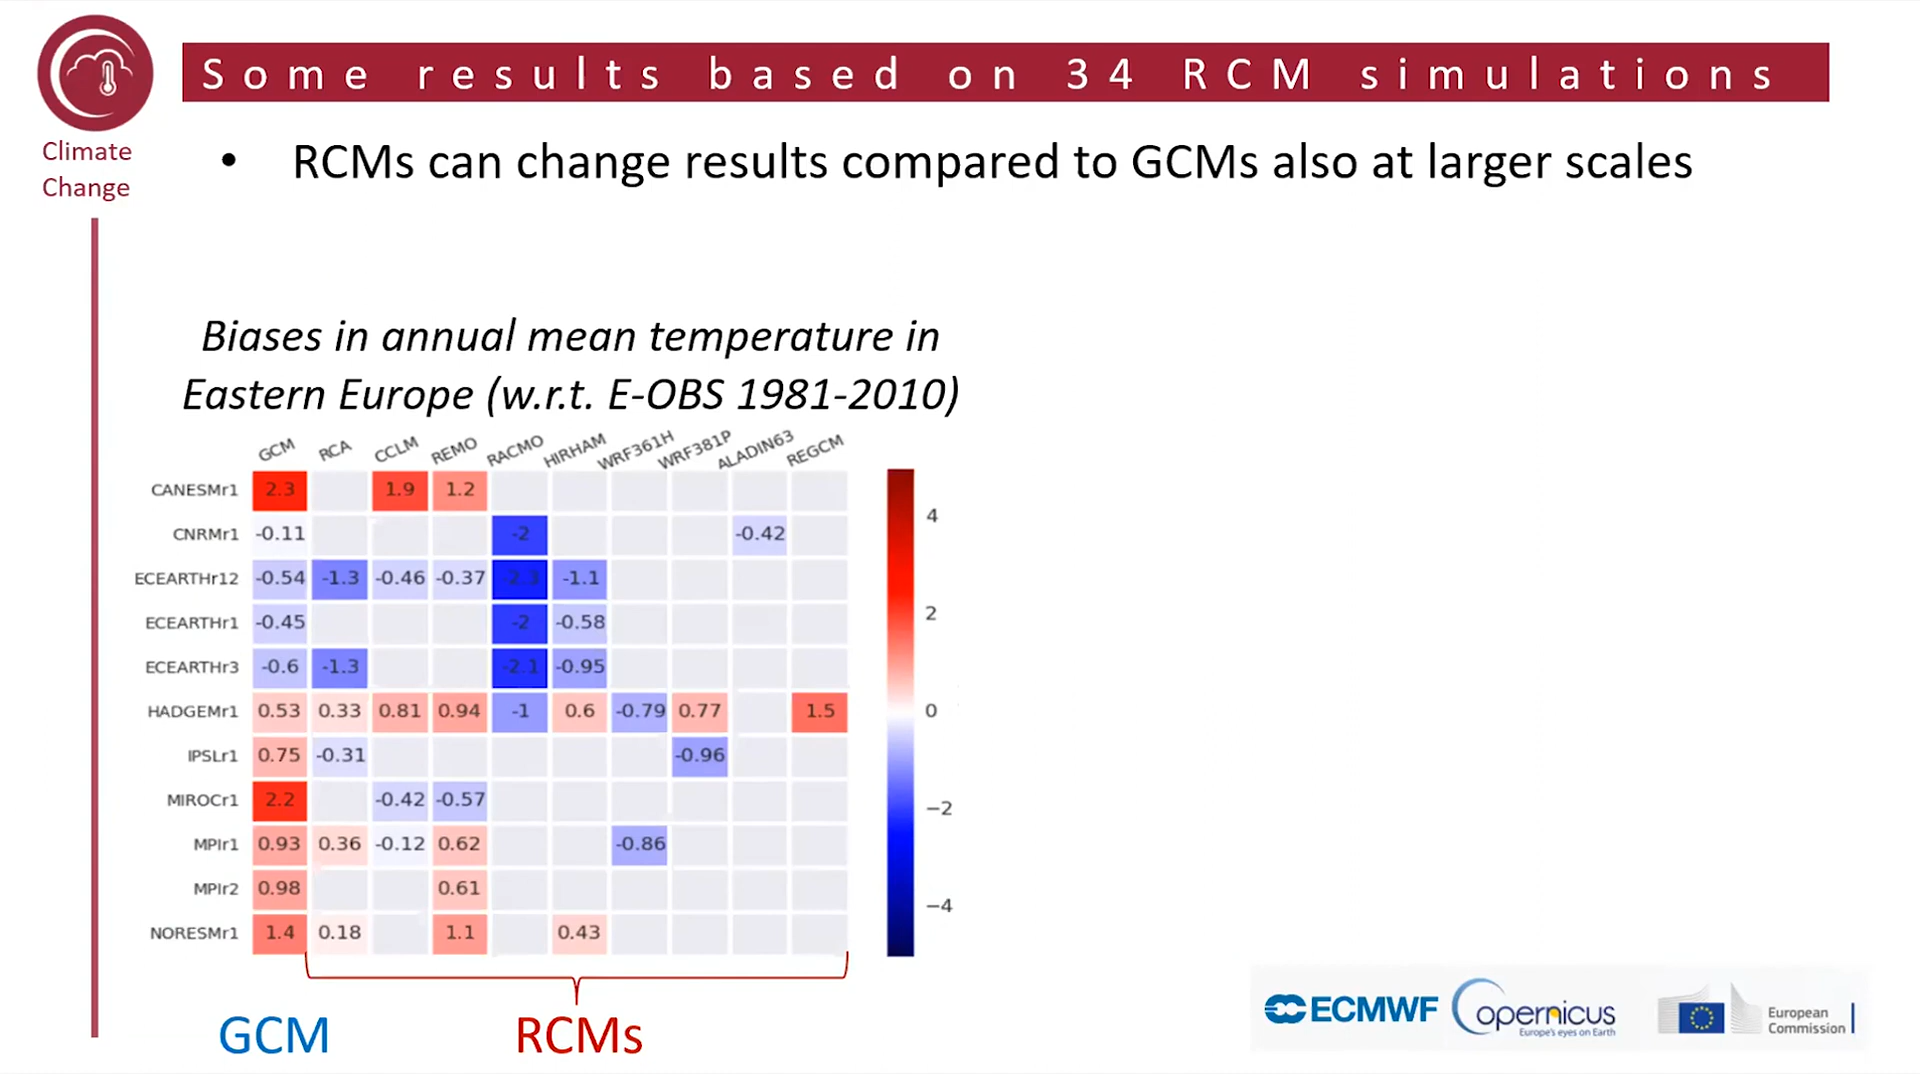 Some results based on 34 RCM simulations
Climate
Change
• RCMs can change results compared to GCMs also at larger scales
Biases in annual mean temperature in
Eastern Europe (w.r.t. E-OBS 1981-2010)
GCM RCA CCLM REMO RACMO HIRHAM WRF361H WRF381P ALADIN63 REGCM
CANESMr1 2.3 1.9 1.2
CNRMr1 -0.11 -2 -0.42
ECEARTHr12 -0.54 -1.3 -0.46 -0.37 -2.3 -1.1
ECEARTHr1 -0.45 -2 -0.58
ECEARTHr3 -0.6 -1.3 -2.1 -0.95
HADGEMr1 0.53 0.33 0.81 0.94 -1 0.6 -0.79 0.77 1.5
IPSLr1 0.75 -0.31 -0.96
MIROCr1 2.2 -0.42 -0.57
MPIr1 0.93 0.36 -0.12 0.62 -0.86
MPIr2 0.98 0.61
NORESMr1 1.4 0.18 1.1 0.43
4
2
0
−2
−4
GCM
RCMs
ECMWF
Copernicus
Europe's eyes on Earth
European
Commission